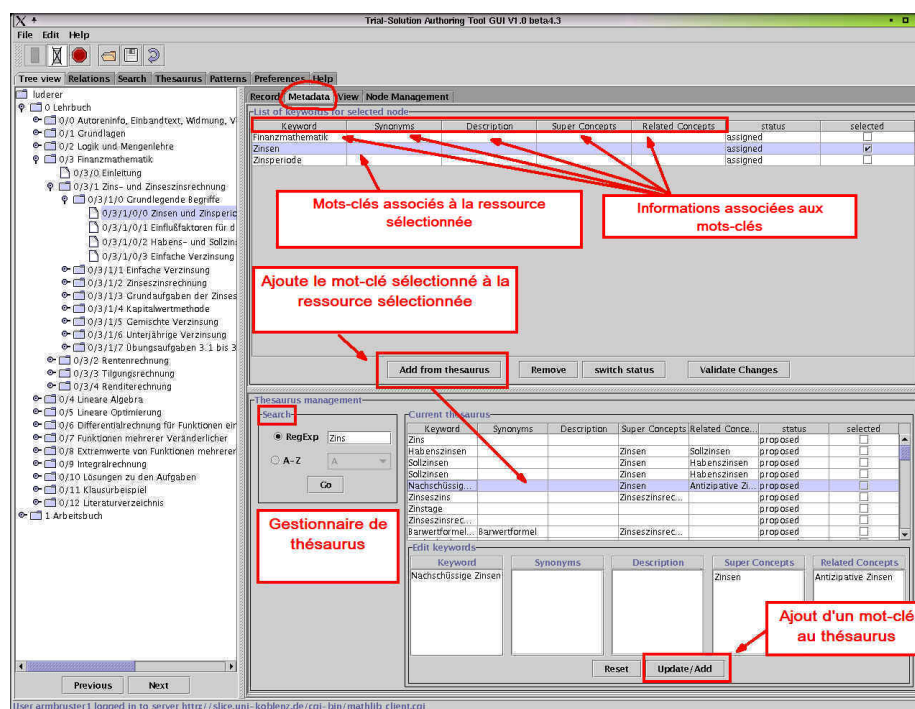 Trial-Solution Authoring Tool GUI V1.0 beta4.3
File Edit Help
Tree view Relations Search Thesaurus Patterns Preferences Help
luderer
0 Lehrbuch
0/0 Autoreninfo, Einbandtext, Widmung, V
0/1 Grundlagen
0/2 Logik und Mengenlehre
0/3 Finanzmathematik
0/3/0 Einleitung
0/3/1 Zins- und Zinseszinsrechnung
0/3/1/0 Grundlegende Begriffe
0/3/1/0/0 Zinsen und Zinsperio
0/3/1/0/1 Einflußfaktoren für d
0/3/1/0/2 Habens- und Sollzin
0/3/1/0/3 Einfache Verzinsung
0/3/1/1 Einfache Verzinsung
0/3/1/2 Zinseszinsrechnung
0/3/1/3 Grundaufgaben der Zinses
0/3/1/4 Kapitalwertmethode
0/3/1/5 Gemischte Verzinsung
0/3/1/6 Unterjährige Verzinsung
0/3/1/7 Übungsaufgaben 3.1 bis 3
0/3/2 Rentenrechnung
0/3/3 Tilgungsrechnung
0/3/4 Renditerechnung
0/4 Lineare Algebra
0/5 Lineare Optimierung
0/6 Differentialrechnung für Funktionen ein
0/7 Funktionen mehrerer Veränderlicher
0/8 Extremwerte von Funktionen mehrerer
0/9 Integralrechnung
0/10 Lösungen zu den Aufgaben
0/11 Klausurbeispiel
0/12 Literaturverzeichnis
1 Arbeitsbuch
Previous Next
Record Metadata View Node Management
List of keywords for selected node
Keyword Synonyms Description Super Concepts Related Concepts status selected
Finanzmathematik assigned
Zinsen assigned
Zinsperiode assigned
Mots-clés associés à la ressource
sélectionnée
Informations associées aux
mots-clés
Ajoute le mot-clé sélectionné à la
ressource sélectionnée
Add from thesaurus Remove switch status Validate Changes
Thesaurus management
Search
RegExp Zins
A-Z A
Go
Gestionnaire de
thésaurus
Current thesaurus
Keyword Synonyms Description Super Concepts Related Conce... status selected
Zins proposed
Habenszinsen Zinsen Sollzinsen proposed
Sollzinsen Zinsen Habenszinsen proposed
Sollzinsen Zinsen Habenszinsen proposed
Nachschüssig... Zinsen Antizipative Zi... proposed
Zinseszins Zinseszinsrec... proposed
Zinstage proposed
Zinseszinsrec... proposed
Barwertformel... Barwertformel Zinseszinsrec... proposed
Edit keywords
Keyword Synonyms Description Super Concepts Related Concepts
Nachschüssige Zinsen Zinsen Antizipative Zinsen
Ajout d'un mot-clé
au thésaurus
Reset Update/Add
User armbruster1 logged in to server http://slice.uni-koblenz.de/cgi-bin/mathlib_client.cgi